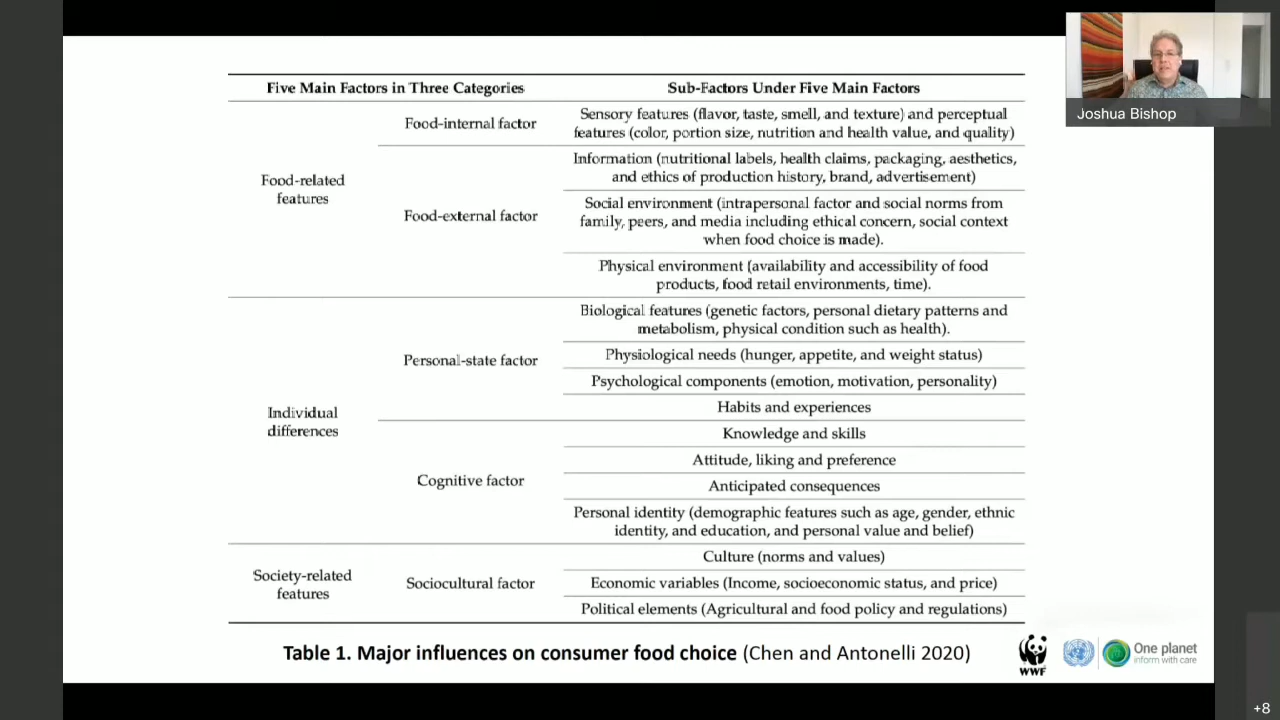 Five Main Factors in Three Categories
Sub-Factors Under Five Main Factors
Food-related
features
Food-internal factor
Sensory features (flavor, taste, smell, and texture) and perceptual
features (color, portion size, nutrition and health value, and quality)
Food-external factor
Information (nutritional labels, health claims, packaging, aesthetics,
and ethics of production history, brand, advertisement)
Social environment (intrapersonal factor and social norms from
family, peers, and media including ethical concern, social context
when food choice is made).
Physical environment (availability and accessibility of food
products, food retail environments, time).
Individual
differences
Personal-state factor
Biological features (genetic factors, personal dietary patterns and
metabolism, physical condition such as health).
Physiological needs (hunger, appetite, and weight status)
Psychological components (emotion, motivation, personality)
Habits and experiences
Cognitive factor
Knowledge and skills
Attitude, liking and preference
Anticipated consequences
Personal identity (demographic features such as age, gender, ethnic
identity, and education, and personal value and belief)
Society-related
features
Sociocultural factor
Culture (norms and values)
Economic variables (Income, socioeconomic status, and price)
Political elements (Agricultural and food policy and regulations)
Table 1. Major influences on consumer food choice (Chen and Antonelli 2020)
WWF
One planet
inform with care
Joshua Bishop
+8